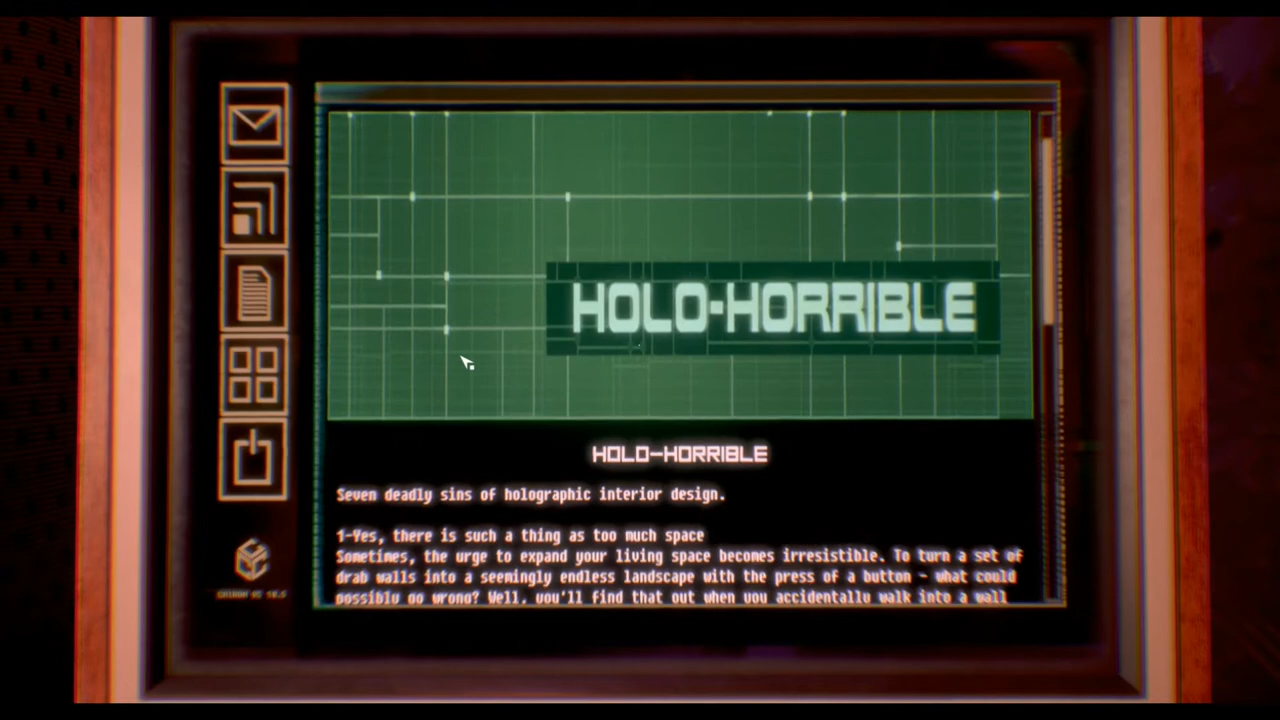 HOLO-HORRIBLE
HOLO-HORRIBLE
Seven deadly sins of holographic interior design.
1-Yes, there is such a thing as too much space
Sometimes, the urge to expand your living space becomes irresistible. To turn a set of
drab walls into a seemingly endless landscape with the press of a button - what could
possibly go wrong? Well, you'll find that out when you accidentally walk into a wall